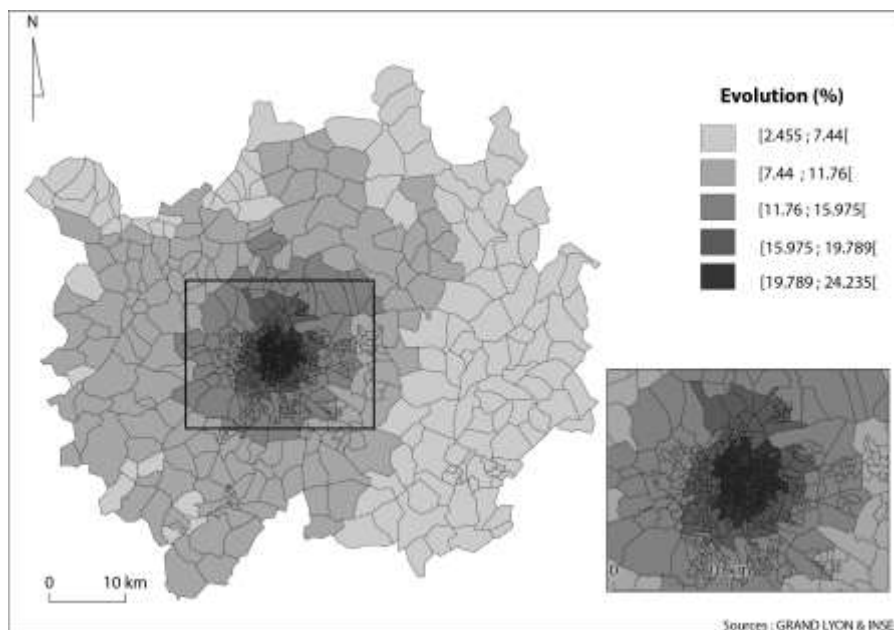 N
Evolution (%)
[2.455 ; 7.44[
[7.44 ; 11.76[
[11.76 ; 15.975[
[15.975 ; 19.789[
[19.789 ; 24.235[
0 10 km
Sources : GRAND LYON & INSE